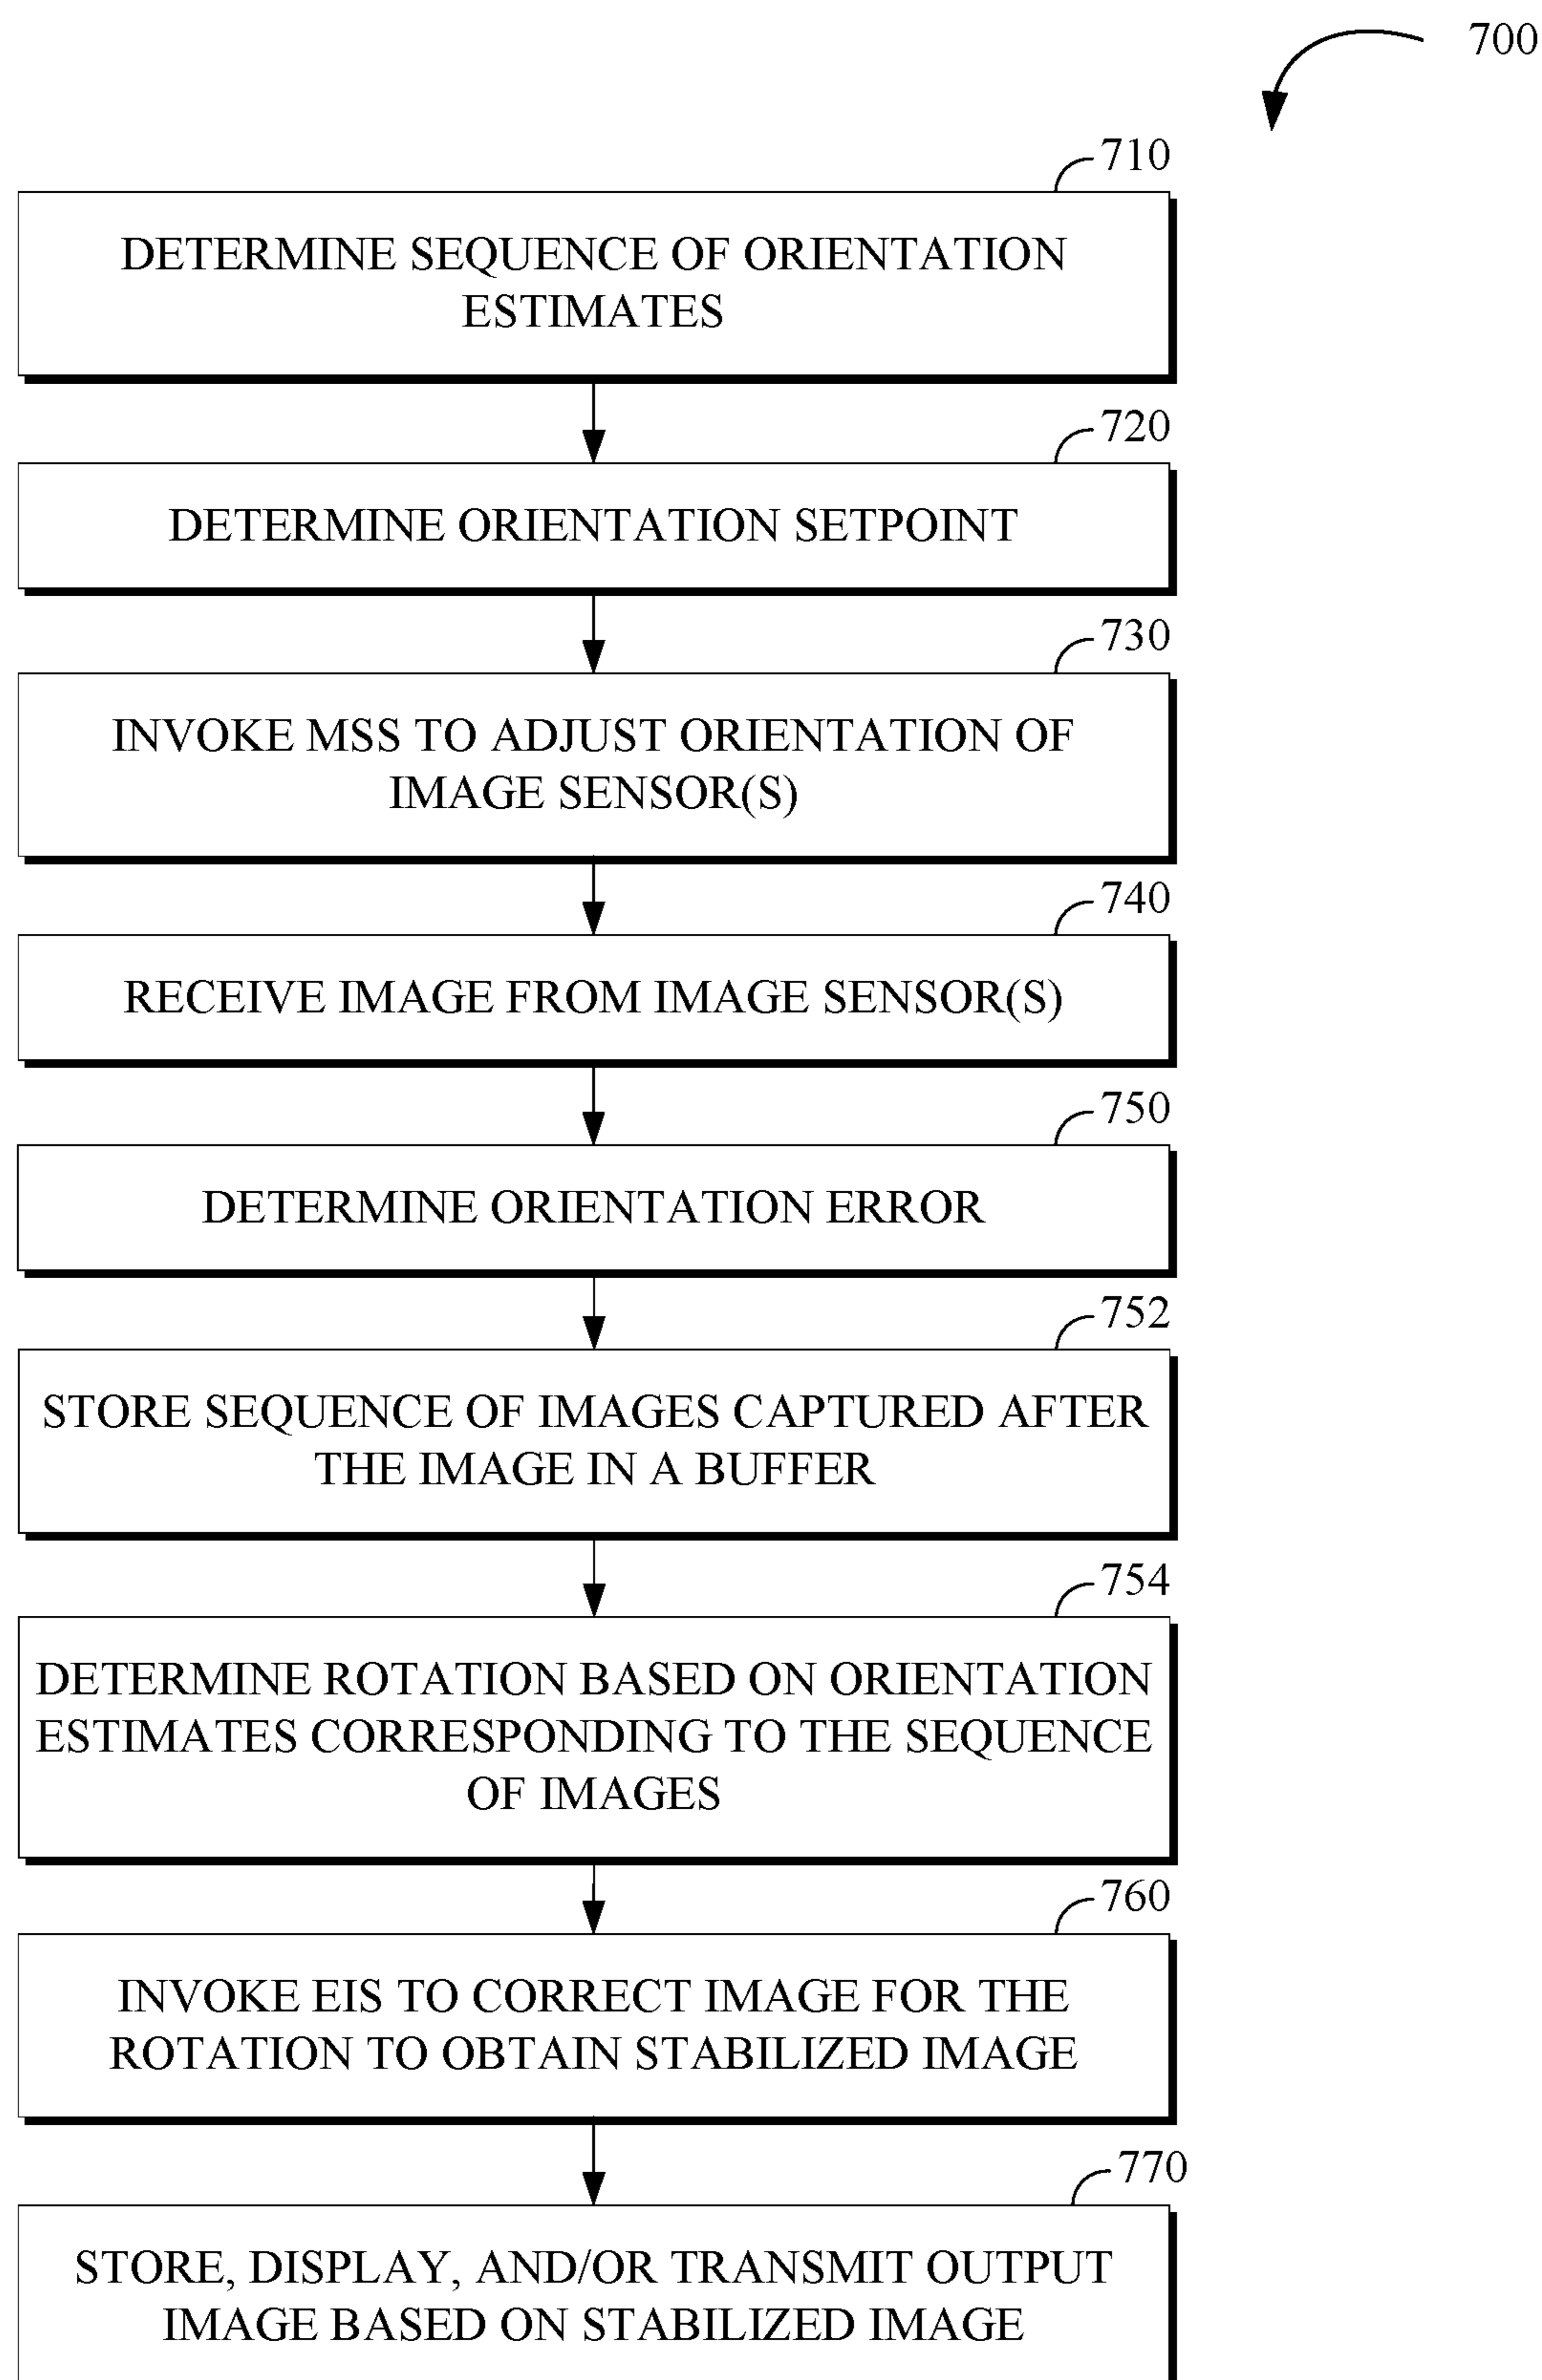 700
710
DETERMINE SEQUENCE OF ORIENTATION
ESTIMATES
720
DETERMINE ORIENTATION SETPOINT
730
INVOKE MSS TO ADJUST ORIENTATION OF
IMAGE SENSOR(S)
740
RECEIVE IMAGE FROM IMAGE SENSOR(S)
750
DETERMINE ORIENTATION ERROR
752
STORE SEQUENCE OF IMAGES CAPTURED AFTER
THE IMAGE IN A BUFFER
754
DETERMINE ROTATION BASED ON ORIENTATION
ESTIMATES CORRESPONDING TO THE SEQUENCE
OF IMAGES
760
INVOKE EIS TO CORRECT IMAGE FOR THE
ROTATION TO OBTAIN STABILIZED IMAGE
770
STORE, DISPLAY, AND/OR TRANSMIT OUTPUT
IMAGE BASED ON STABILIZED IMAGE